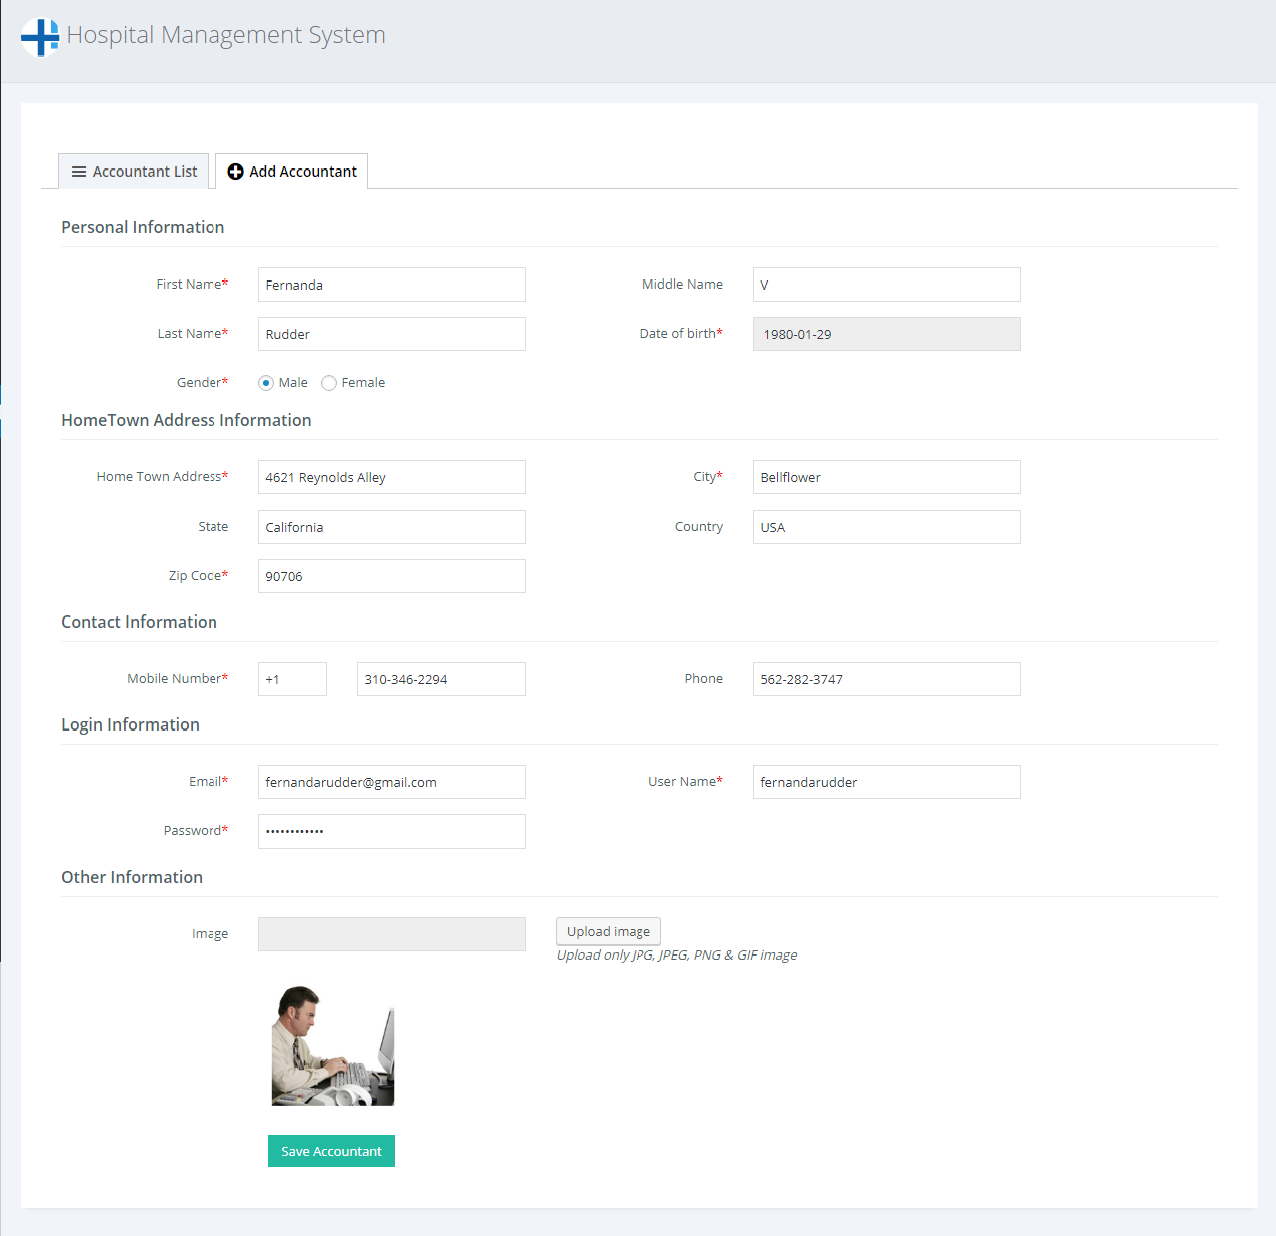 Hospital Management System
Accountant List Add Accountant
Personal Information
First Name* Fernanda Middle Name V
Last Name* Rudder Date of birth* 1980-01-29
Gender* Male Female
HomeTown Address Information
Home Town Address* 4621 Reynolds Alley City* Bellflower
State California Country USA
Zip Code* 90706
Contact Information
Mobile Number* +1 310-346-2294 Phone 562-282-3747
Login Information
Email* fernandarudder@gmail.com User Name* fernandarudder
Password* ••••••••••••
Other Information
Image Upload image
Upload only JPG, JPEG, PNG & GIF image
Save Accountant